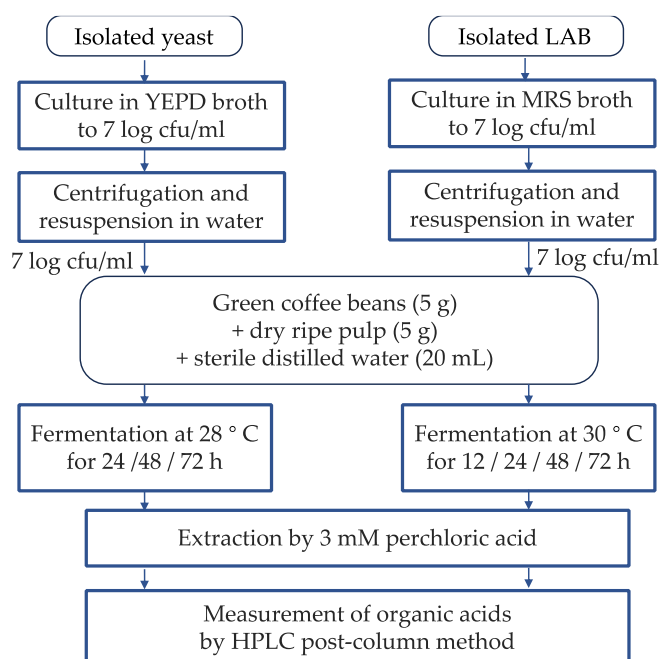 Isolated yeast
Isolated LAB
Culture in YEPD broth
to 7 log cfu/ml
Culture in MRS broth
to 7 log cfu/ml
Centrifugation and
resuspension in water
Centrifugation and
resuspension in water
7 log cfu/ml
7 log cfu/ml
Green coffee beans (5 g)
+ dry ripe pulp (5 g)
+ sterile distilled water (20 mL)
Fermentation at 28 ° C
for 24 /48 / 72 h
Fermentation at 30 ° C
for 12 / 24 / 48 / 72 h
Extraction by 3 mM perchloric acid
Measurement of organic acids
by HPLC post-column method